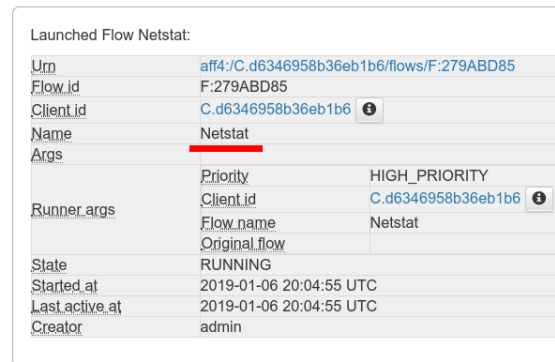 Launched Flow Netstat:
Urn aff4:/C.d6346958b36eb1b6/flows/F:279ABD85
Flow id F:279ABD85
Client id C.d6346958b36eb1b6
Name Netstat
Args
Runner args
Priority HIGH_PRIORITY
Client id C.d6346958b36eb1b6
Flow name Netstat
Original flow
State RUNNING
Started at 2019-01-06 20:04:55 UTC
Last active at 2019-01-06 20:04:55 UTC
Creator admin